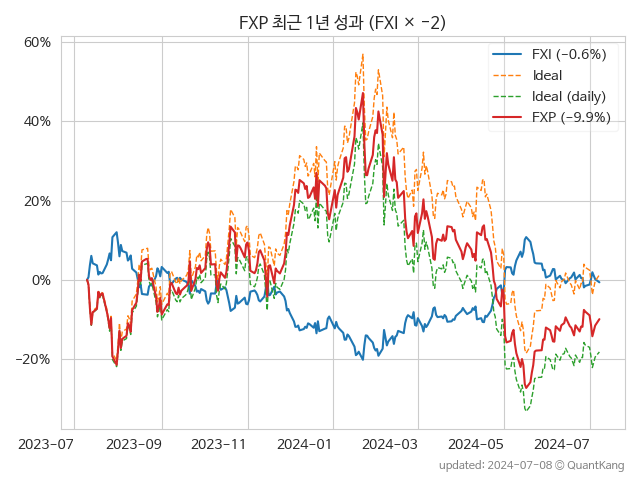 FXP 최근 1년 성과 (FXI × −2)
60%
40%
20%
0%
−20%
FXI (−0.6%)
Ideal
Ideal (daily)
FXP (−9.9%)
2023-07
2023-09
2023-11
2024-01
2024-03
2024-05
2024-07
updated: 2024-07-08 © QuantKang